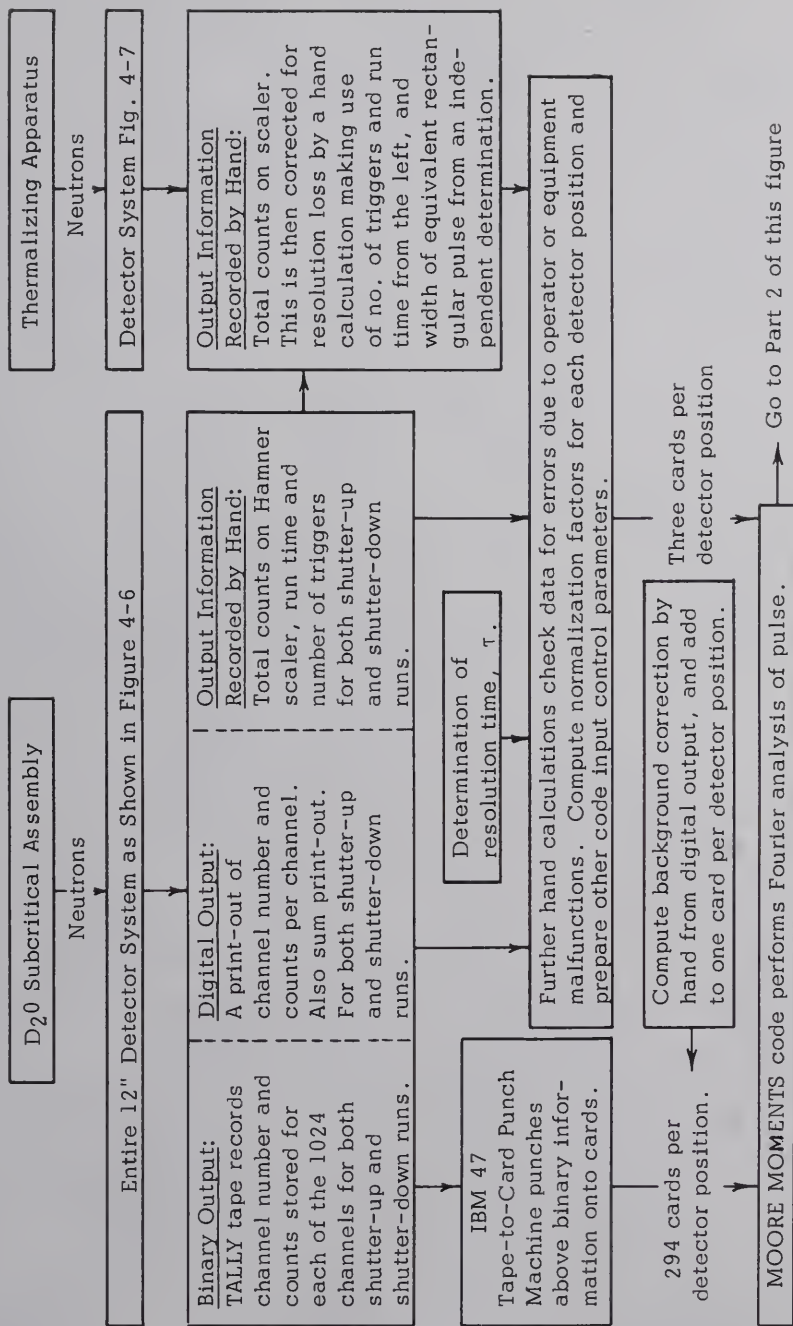 D₂0 Subcritical Assembly
Neutrons
Entire 12" Detector System as Shown in Figure 4-6
Thermalizing Apparatus
Neutrons
Detector System Fig. 4-7
Binary Output:
TALLY tape records
channel number and
counts stored for
each of the 1024
channels for both
shutter-up and
shutter-down runs.
Digital Output:
A print-out of
channel number and
counts per channel.
Also sum print-out.
For both shutter-up
and shutter-down
runs.
Output Information
Recorded by Hand:
Total counts on Hamner
scaler, run time and
number of triggers
for both shutter-up
and shutter-down
runs.
Output Information
Recorded by Hand:
Total counts on scaler.
This is then corrected for
resolution loss by a hand
calculation making use
of no. of triggers and run
time from the left, and
width of equivalent rectan-
gular pulse from an inde-
pendent determination.
IBM 47
Tape-to-Card Punch
Machine punches
above binary infor-
mation onto cards.
Determination of
resolution time, τ.
Further hand calculations check data for errors due to operator or equipment
malfunctions. Compute normalization factors for each detector position and
prepare other code input control parameters.
294 cards per
detector position.
Compute background correction by
hand from digital output, and add
to one card per detector position.
Three cards per
detector position
MOORE MOMENTS code performs Fourier analysis of pulse.
Go to Part 2 of this figure